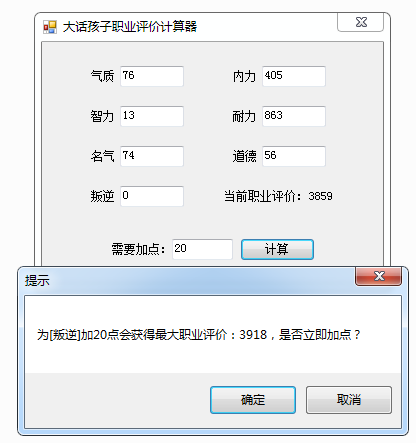 大话孩子职业评价计算器
气质 76 内力 405
智力 13 耐力 863
名气 74 道德 56
叛逆 0 当前职业评价：3859
需要加点：20 计算
提示
为[叛逆]加20点会获得最大职业评价：3918，是否立即加点？
确定 取消